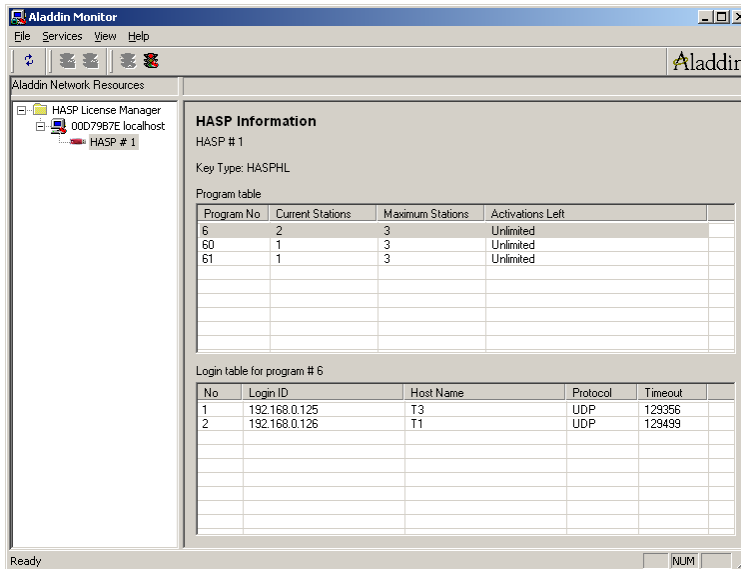 Aladdin Monitor
File Services View Help
Aladdin
Aladdin Network Resources
HASP License Manager
00D79B7E localhost
HASP # 1
HASP Information
HASP # 1
Key Type: HASPHL
Program table
Program No Current Stations Maximum Stations Activations Left
6 2 3 Unlimited
60 1 3 Unlimited
61 1 3 Unlimited
Login table for program # 6
No Login ID Host Name Protocol Timeout
1 192.168.0.125 T3 UDP 129356
2 192.168.0.126 T1 UDP 129499
Ready NUM